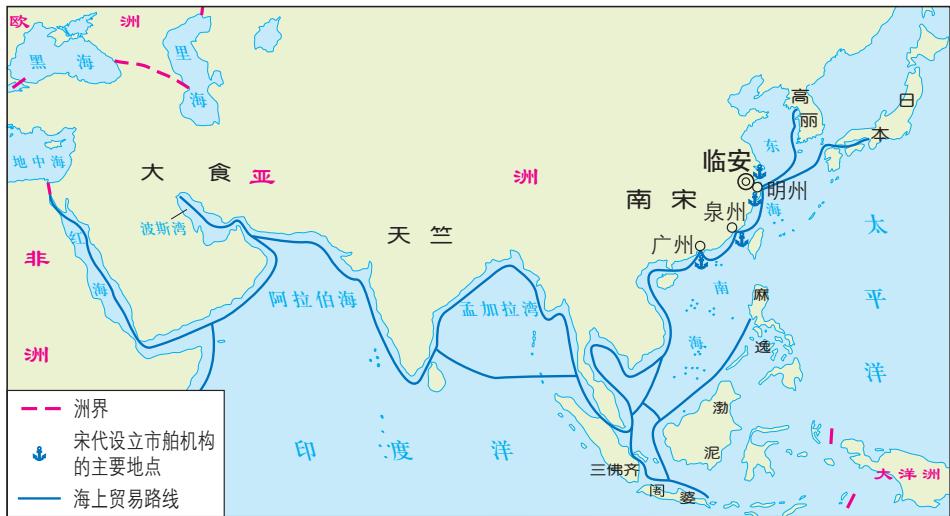 欧洲
黑海
里海
地中海
大食
亚洲
波斯湾
红海
非洲
阿拉伯海
天竺
孟加拉湾
高丽
日本
东海
临安
明州
南宋
泉州
广州
南海
麻逸
太平洋
渤泥
三佛齐
阇婆
大洋洲
印度洋
洲界
宋代设立市舶机构
的主要地点
海上贸易路线